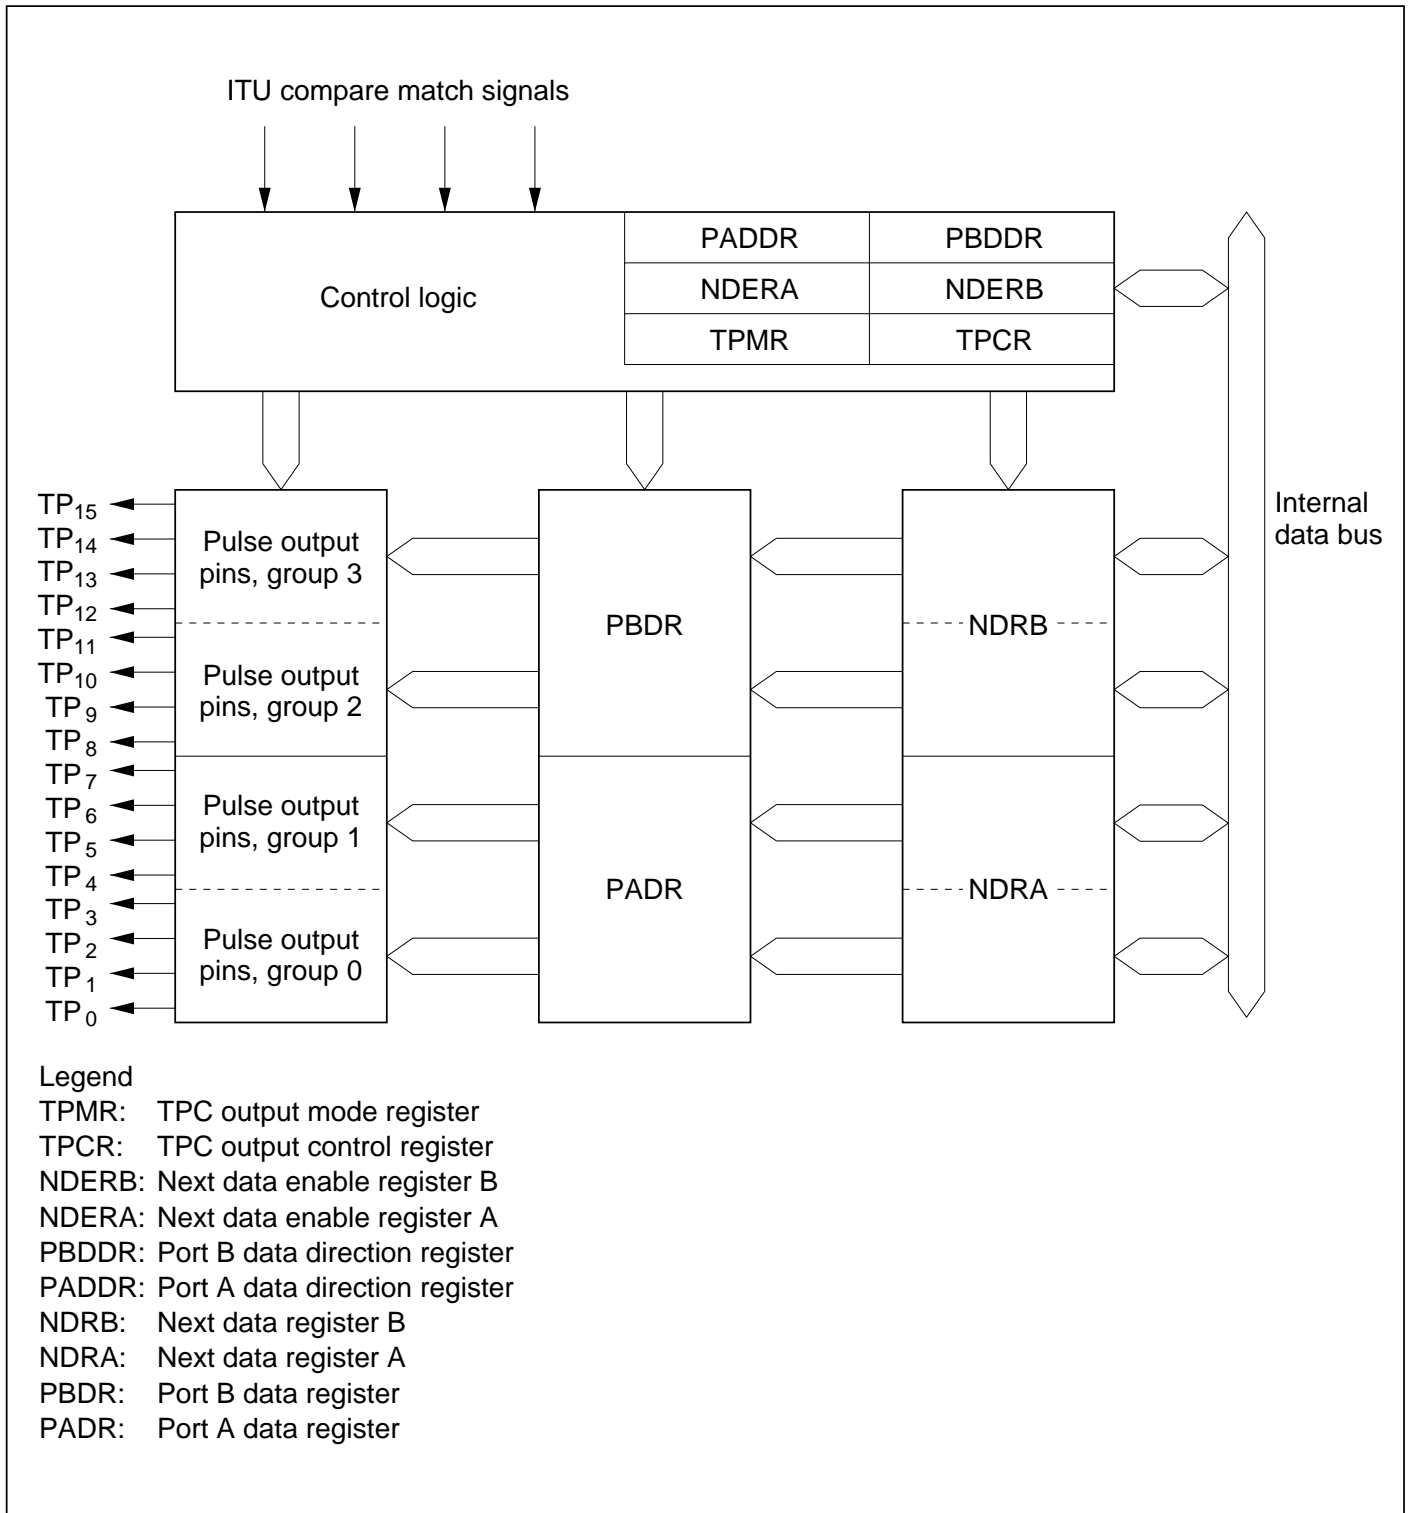 ITU compare match signals
PADDR PBDDR
Control logic NDERA NDERB
TPMR TPCR
TP15
TP14
TP13
TP12
TP11
TP10
TP9
TP8
TP7
TP6
TP5
TP4
TP3
TP2
TP1
TP0
Pulse output
pins, group 3
Pulse output
pins, group 2
Pulse output
pins, group 1
Pulse output
pins, group 0
PBDR
PADR
NDRB
NDRA
Internal
data bus
Legend
TPMR: TPC output mode register
TPCR: TPC output control register
NDERB: Next data enable register B
NDERA: Next data enable register A
PBDDR: Port B data direction register
PADDR: Port A data direction register
NDRB: Next data register B
NDRA: Next data register A
PBDR: Port B data register
PADR: Port A data register